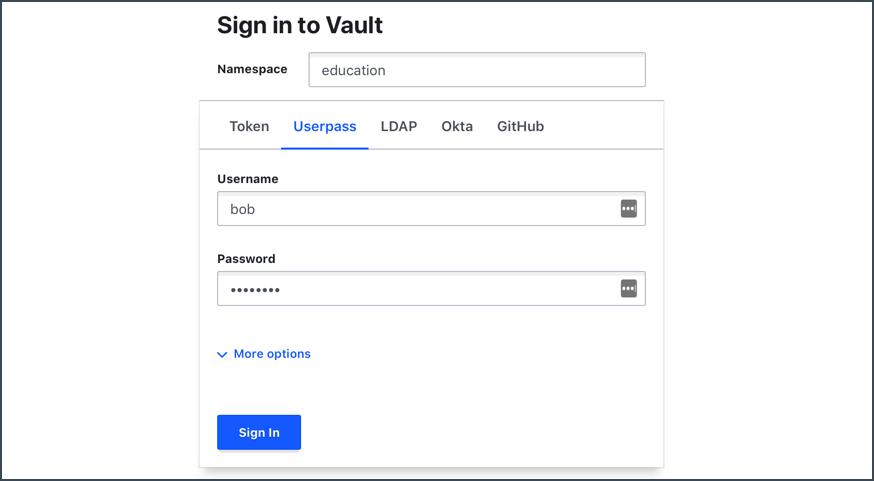 Sign in to Vault
Namespace education
Token Userpass LDAP Okta GitHub
Username
bob
Password
••••••••
More options
Sign In